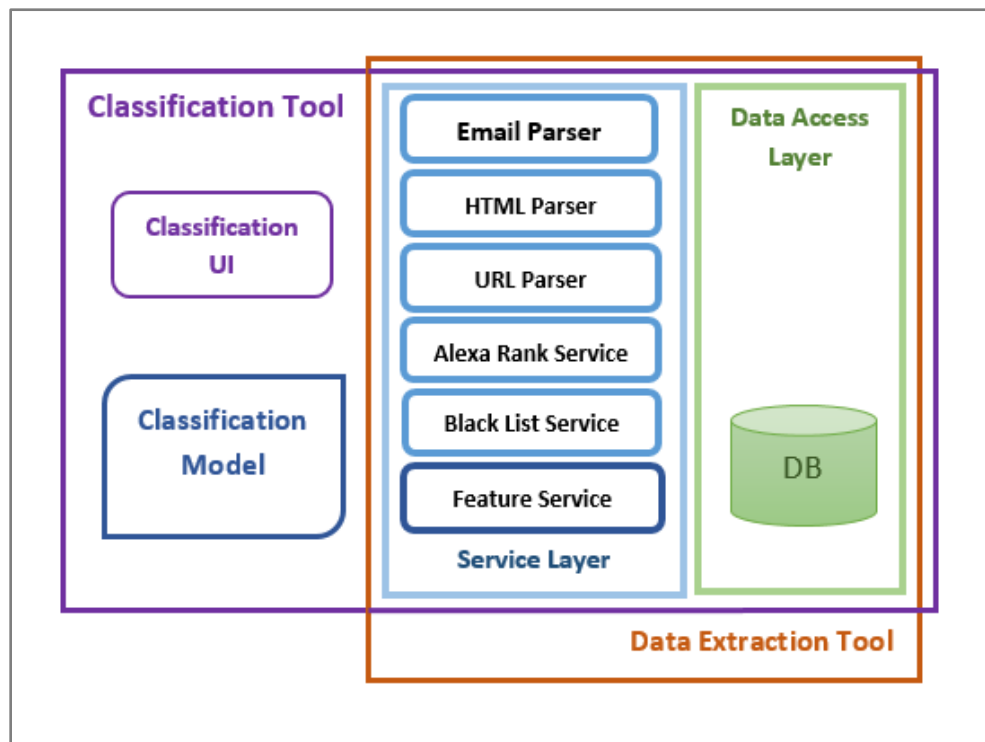 Classification Tool
Classification
UI
Classification
Model
Email Parser
HTML Parser
URL Parser
Alexa Rank Service
Black List Service
Feature Service
Service Layer
Data Access
Layer
DB
Data Extraction Tool